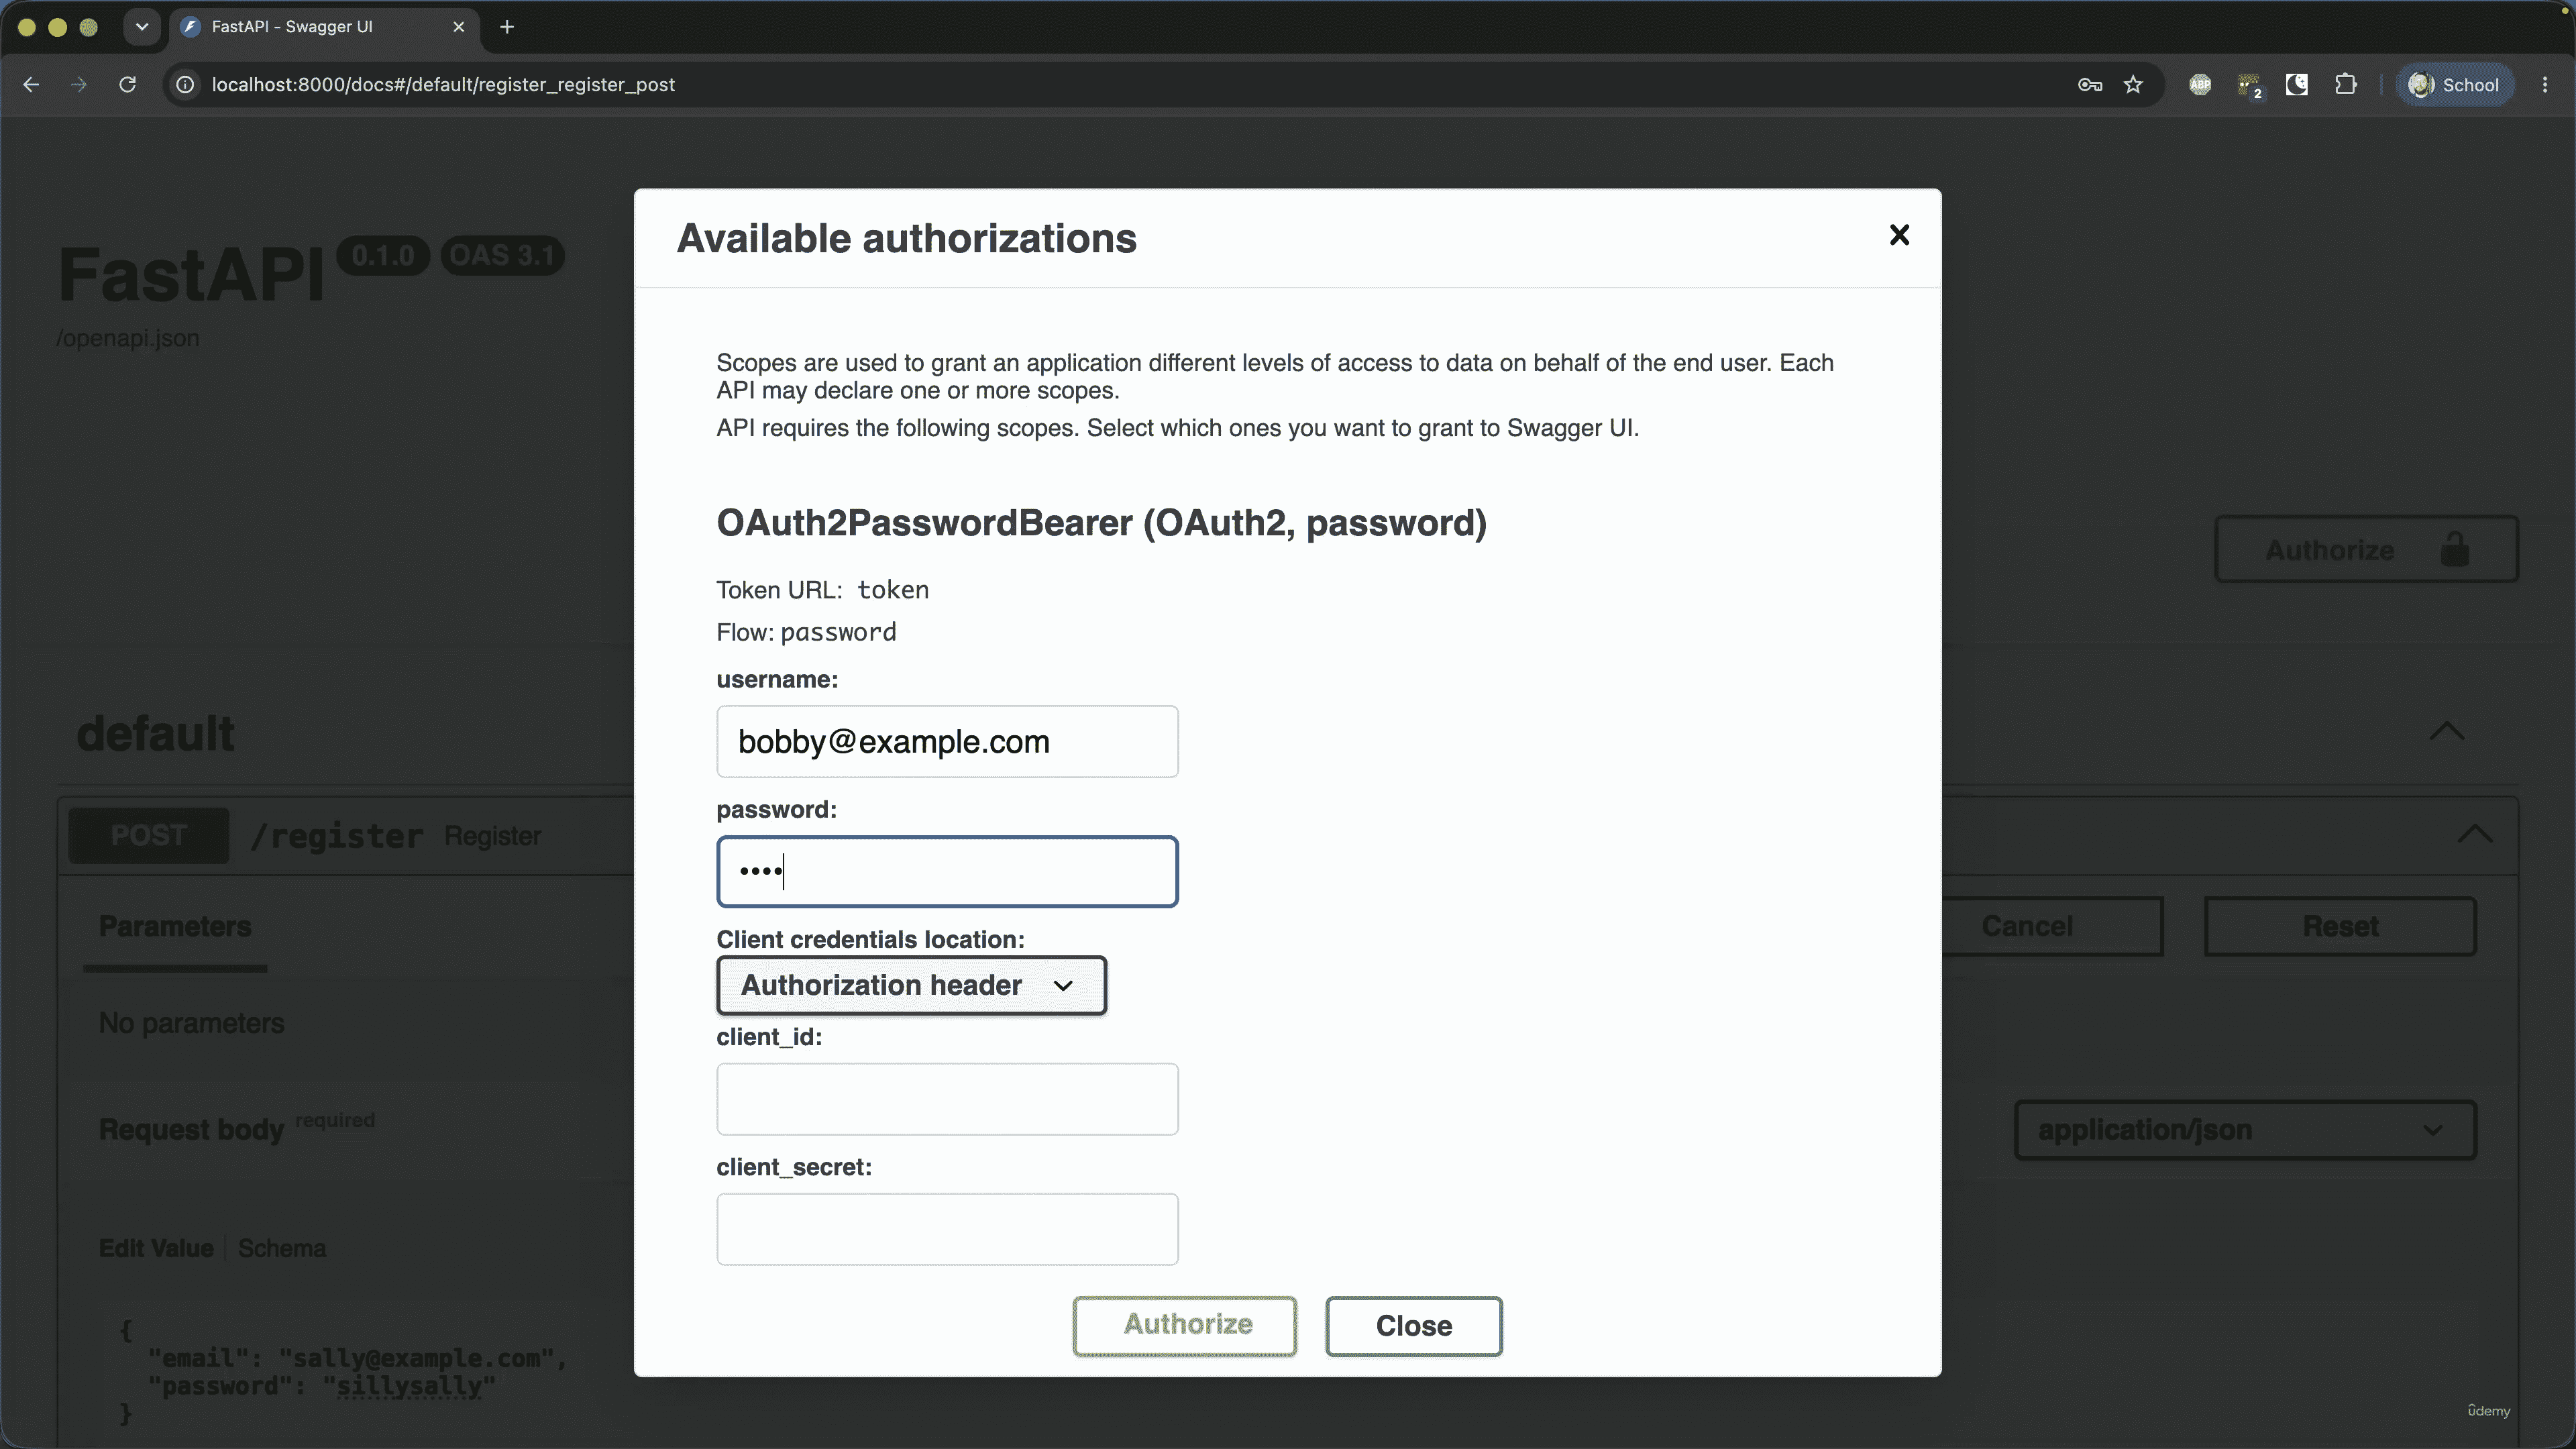 FastAPI - Swagger UI
localhost:8000/docs#/default/register_register_post
ABP
2
School
FastAPI 0.1.0 OAS 3.1
/openapi.json
Authorize
default
POST /register Register
Parameters
Cancel
Reset
No parameters
Request body required
application/json
Edit Value
Schema
{
"email": "sally@example.com",
"password": "sillysally"
}
Available authorizations
Scopes are used to grant an application different levels of access to data on behalf of the end user. Each
API may declare one or more scopes.
API requires the following scopes. Select which ones you want to grant to Swagger UI.
OAuth2PasswordBearer (OAuth2, password)
Token URL: token
Flow: password
username:
bobby@example.com
password:
••••
Client credentials location:
Authorization header
client_id:
client_secret:
Authorize
Close
ûdemy